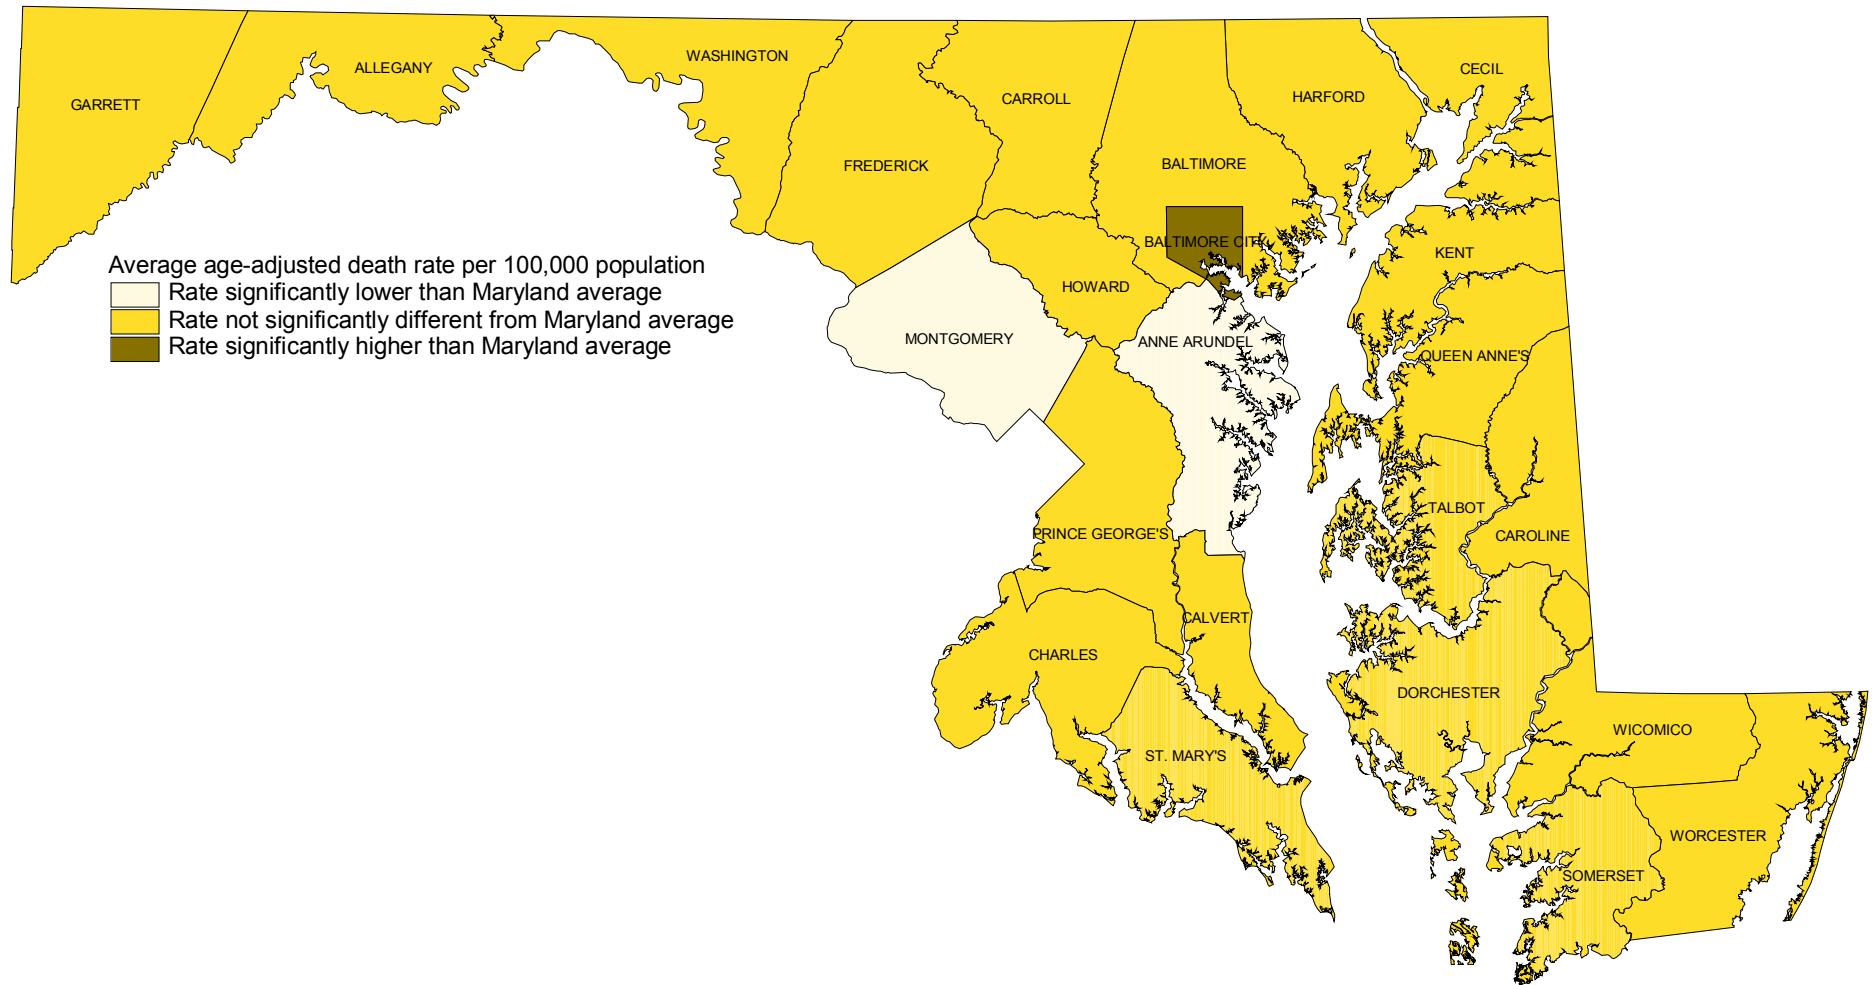 WASHINGTON
ALLEGANY
CECIL
GARRETT
CARROLL
HARFORD
FREDERICK
BALTIMORE
BALTIMORE CITY
KENT
Average age-adjusted death rate per 100,000 population
Rate significantly lower than Maryland average
Rate not significantly different from Maryland average
Rate significantly higher than Maryland average
HOWARD
MONTGOMERY
ANNE ARUNDEL
QUEEN ANNE'S
TALBOT
PRINCE GEORGE'S
CAROLINE
CALVERT
CHARLES
DORCHESTER
WICOMICO
ST. MARY'S
WORCESTER
SOMERSET